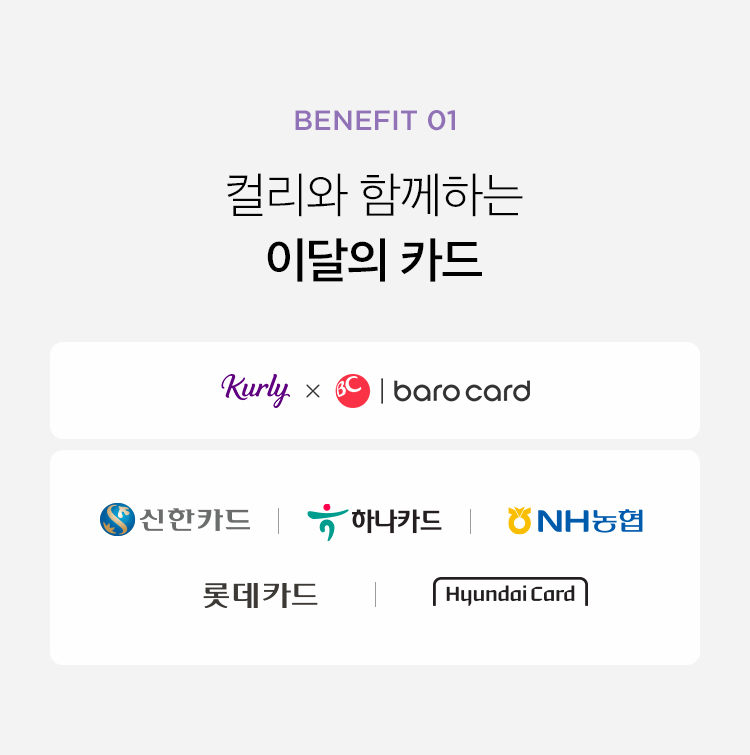 BENEFIT 01
컬리와 함께하는
이달의 카드
Kurly × BC | baro card
신한카드 | 하나카드 | NH농협
롯데카드 | Hyundai Card